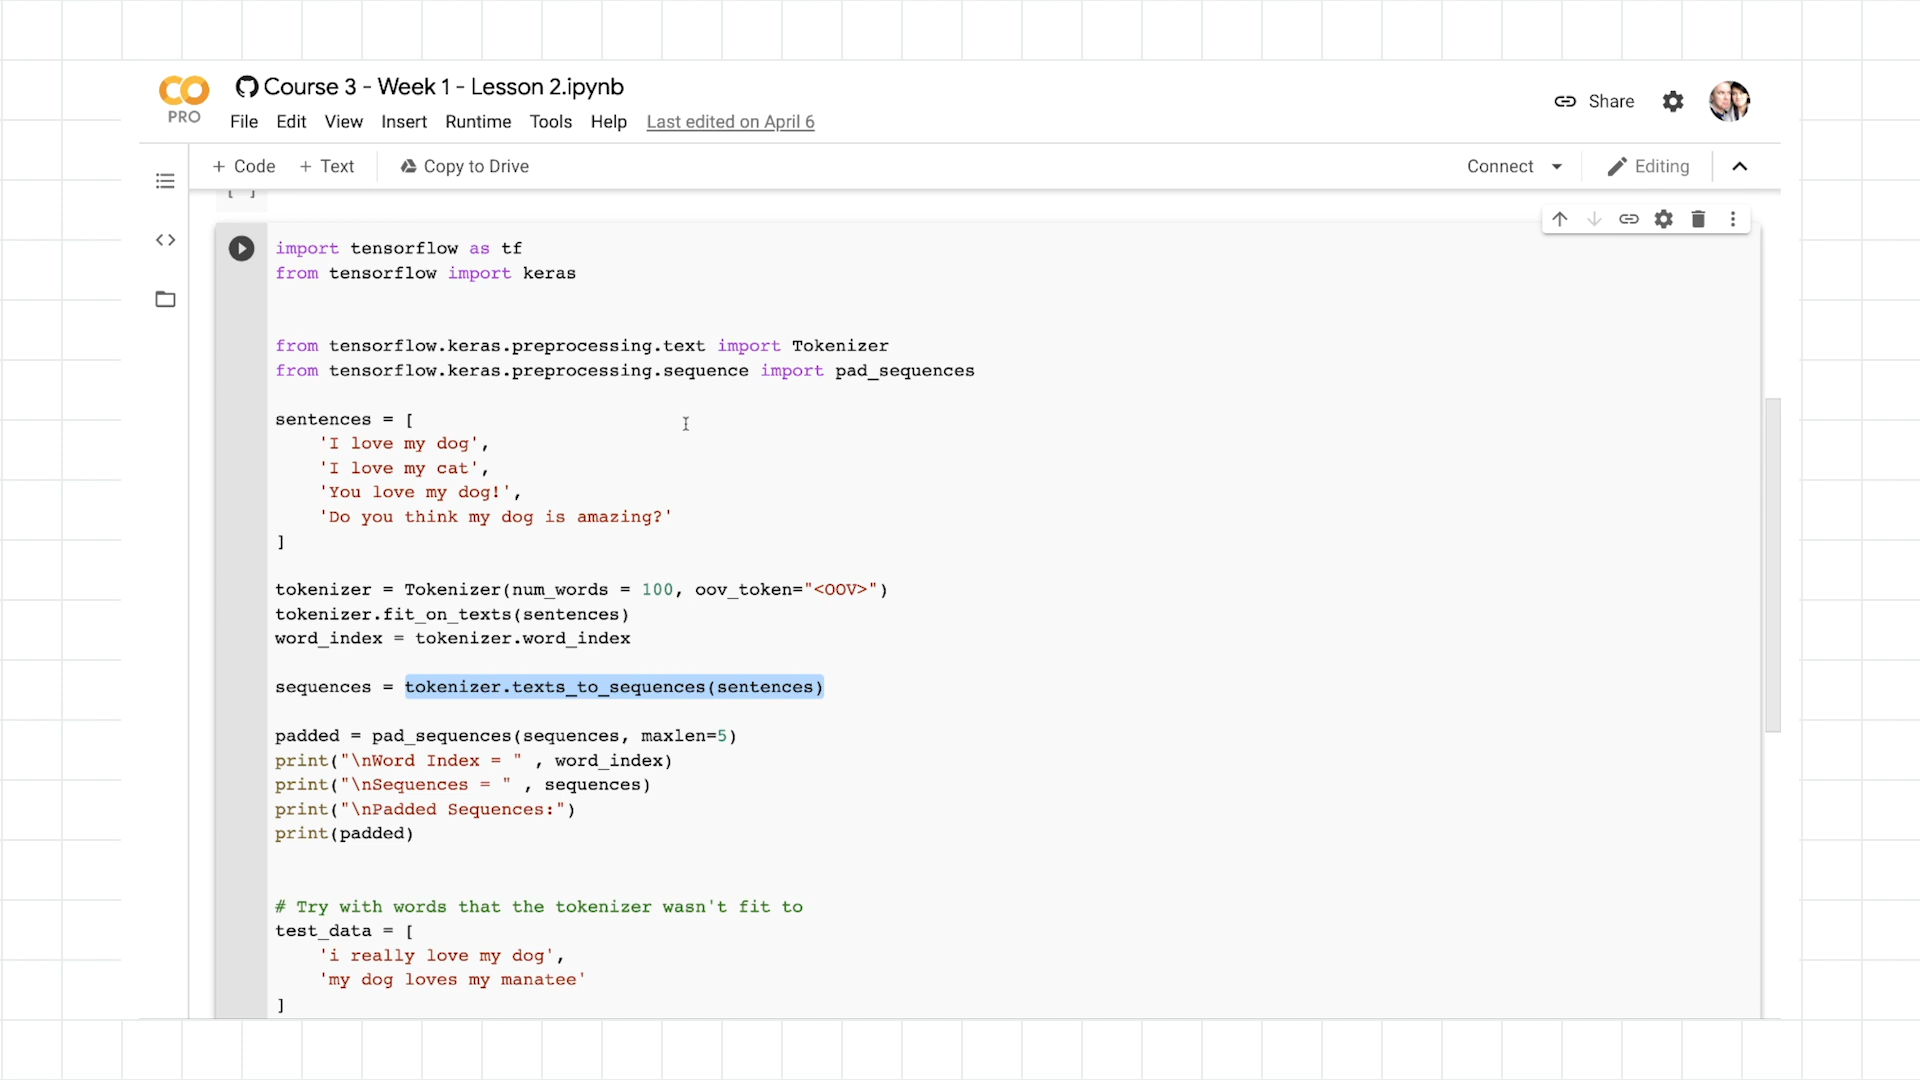 CO
PRO
Course 3 - Week 1 - Lesson 2.ipynb
File Edit View Insert Runtime Tools Help Last edited on April 6
Share
+ Code + Text Copy to Drive
Connect Editing
[ ]
import tensorflow as tf
from tensorflow import keras
from tensorflow.keras.preprocessing.text import Tokenizer
from tensorflow.keras.preprocessing.sequence import pad_sequences
sentences = [
    'I love my dog',
    'I love my cat',
    'You love my dog!',
    'Do you think my dog is amazing?'
]
tokenizer = Tokenizer(num_words = 100, oov_token="<OOV>")
tokenizer.fit_on_texts(sentences)
word_index = tokenizer.word_index
sequences = tokenizer.texts_to_sequences(sentences)
padded = pad_sequences(sequences, maxlen=5)
print("\nWord Index = " , word_index)
print("\nSequences = " , sequences)
print("\nPadded Sequences:")
print(padded)
# Try with words that the tokenizer wasn't fit to
test_data = [
    'i really love my dog',
    'my dog loves my manatee'
]